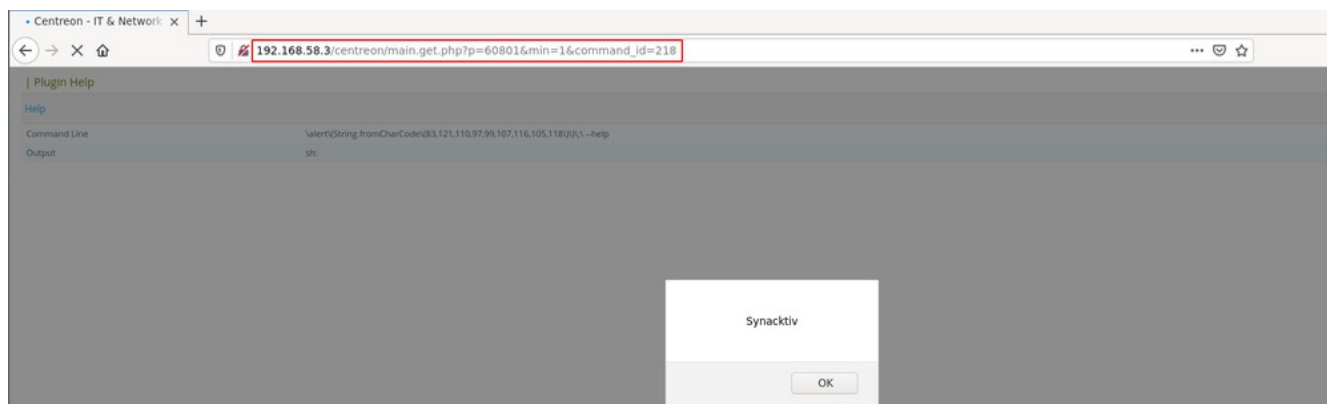 Centreon - IT & Network
192.168.58.3/centreon/main.get.php?p=60801&min=1&command_id=218
| Plugin Help
Help
Command Line \alert\(String.fromCharCode\(83,121,110,97,99,107,116,105,118\)\)\;\ --help
Output sh:
Synacktiv
OK